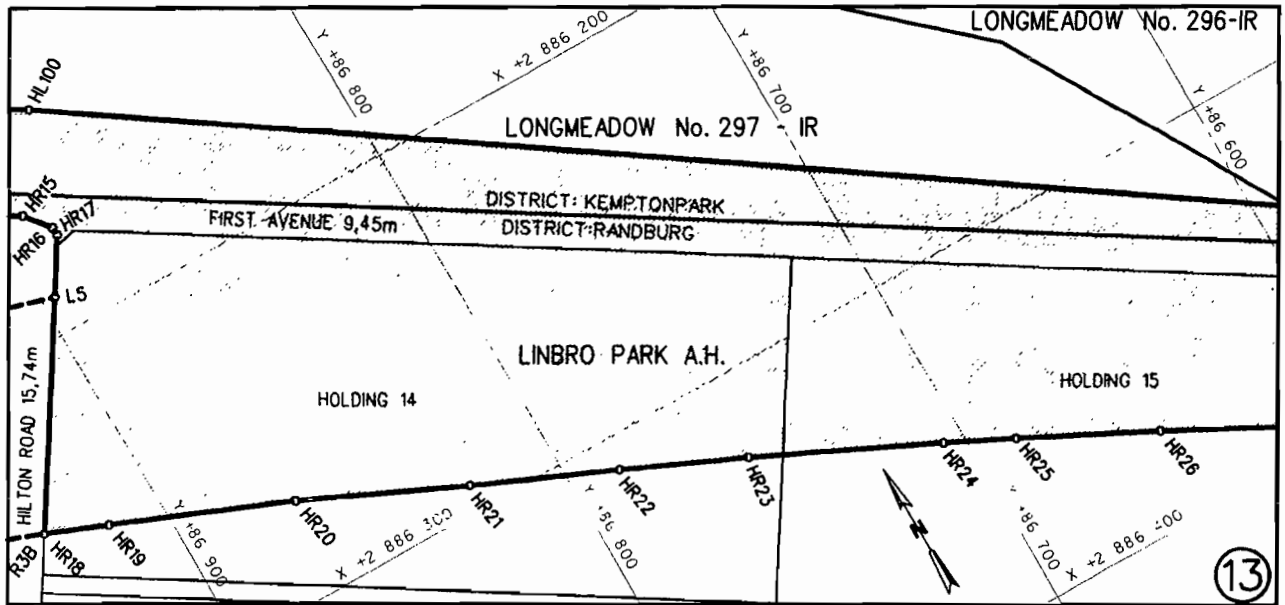 LONGMEADOW No. 296-IR
Y +86 800
X +2 886 200
Y +86 700
Y +86 600
HL100
LONGMEADOW No. 297 - IR
HR15
HR16
HR17
DISTRICT: KEMPTONPARK
FIRST AVENUE 9,45m
DISTRICT:RANDBURG
L5
LINBRO PARK A.H.
HILTON ROAD 15,74m
HOLDING 14
HOLDING 15
R3B
HR18
HR19
HR20
HR21
HR22
HR23
HR24
HR25
HR26
Y +86 900
X +2 886 300
Y +86 800
N
Y +86 700
X +2 886 400
13